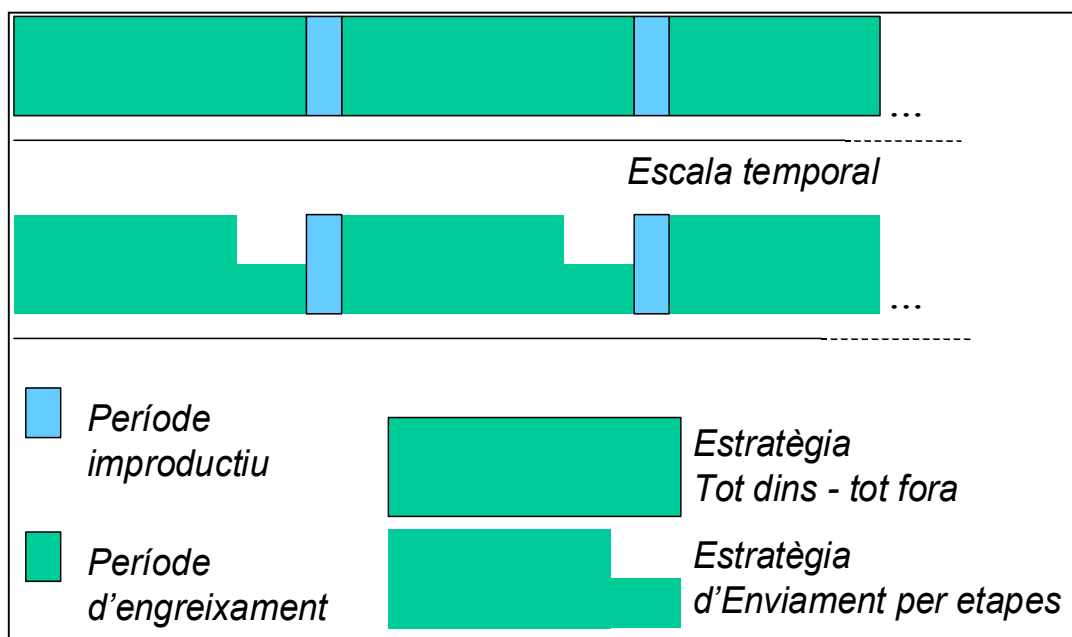 ...
Escala temporal
...
Període
improductiu
Estratègia
Tot dins - tot fora
Període
d'engreixament
Estratègia
d'Enviament per etapes